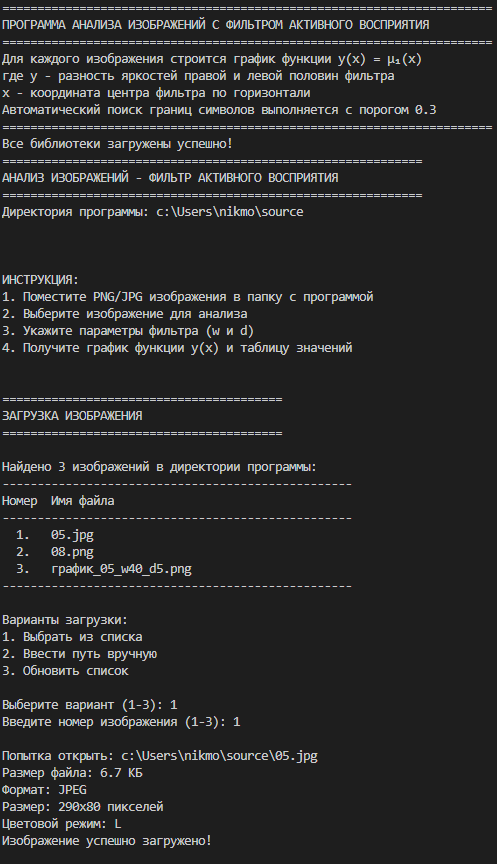 ======================================================================
ПРОГРАММА АНАЛИЗА ИЗОБРАЖЕНИЙ С ФИЛЬТРОМ АКТИВНОГО ВОСПРИЯТИЯ
======================================================================
Для каждого изображения строится график функции y(x) = μ₁(x)
где y - разность яркостей правой и левой половин фильтра
x - координата центра фильтра по горизонтали
Автоматический поиск границ символов выполняется с порогом 0.3
======================================================================
Все библиотеки загружены успешно!
============================================================
АНАЛИЗ ИЗОБРАЖЕНИЙ - ФИЛЬТР АКТИВНОГО ВОСПРИЯТИЯ
============================================================
Директория программы: c:\Users\nikmo\source
ИНСТРУКЦИЯ:
1. Поместите PNG/JPG изображения в папку с программой
2. Выберите изображение для анализа
3. Укажите параметры фильтра (w и d)
4. Получите график функции y(x) и таблицу значений
========================================
ЗАГРУЗКА ИЗОБРАЖЕНИЯ
========================================
Найдено 3 изображений в директории программы:
--------------------------------------------------
Номер  Имя файла
--------------------------------------------------
  1.   05.jpg
  2.   08.png
  3.   график_05_w40_d5.png
--------------------------------------------------
Варианты загрузки:
1. Выбрать из списка
2. Ввести путь вручную
3. Обновить список
Выберите вариант (1-3): 1
Введите номер изображения (1-3): 1
Попытка открыть: c:\Users\nikmo\source\05.jpg
Размер файла: 6.7 КБ
Формат: JPEG
Размер: 290x80 пикселей
Цветовой режим: L
Изображение успешно загружено!